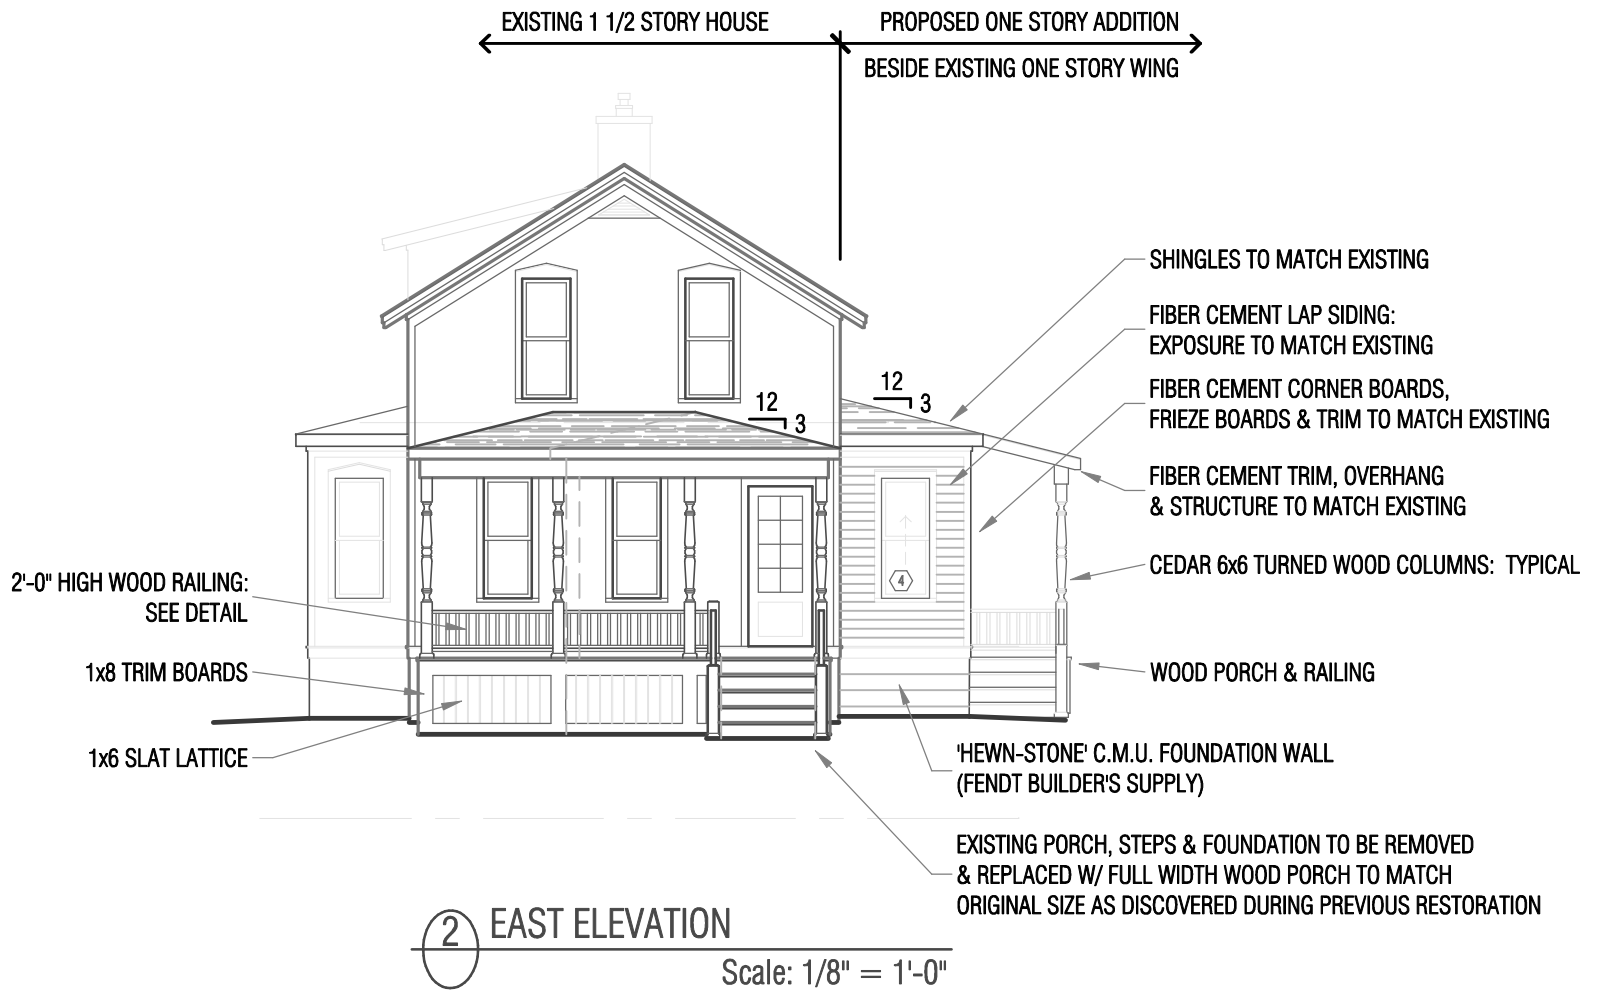 EXISTING 1 1/2 STORY HOUSE
PROPOSED ONE STORY ADDITION
BESIDE EXISTING ONE STORY WING
SHINGLES TO MATCH EXISTING
FIBER CEMENT LAP SIDING:
EXPOSURE TO MATCH EXISTING
12
3
12
3
FIBER CEMENT CORNER BOARDS,
FRIEZE BOARDS & TRIM TO MATCH EXISTING
FIBER CEMENT TRIM, OVERHANG
& STRUCTURE TO MATCH EXISTING
CEDAR 6x6 TURNED WOOD COLUMNS: TYPICAL
4
2'-0" HIGH WOOD RAILING:
SEE DETAIL
1x8 TRIM BOARDS
WOOD PORCH & RAILING
1x6 SLAT LATTICE
'HEWN-STONE' C.M.U. FOUNDATION WALL
(FENDT BUILDER'S SUPPLY)
EXISTING PORCH, STEPS & FOUNDATION TO BE REMOVED
& REPLACED W/ FULL WIDTH WOOD PORCH TO MATCH
ORIGINAL SIZE AS DISCOVERED DURING PREVIOUS RESTORATION
2
EAST ELEVATION
Scale: 1/8" = 1'-0"